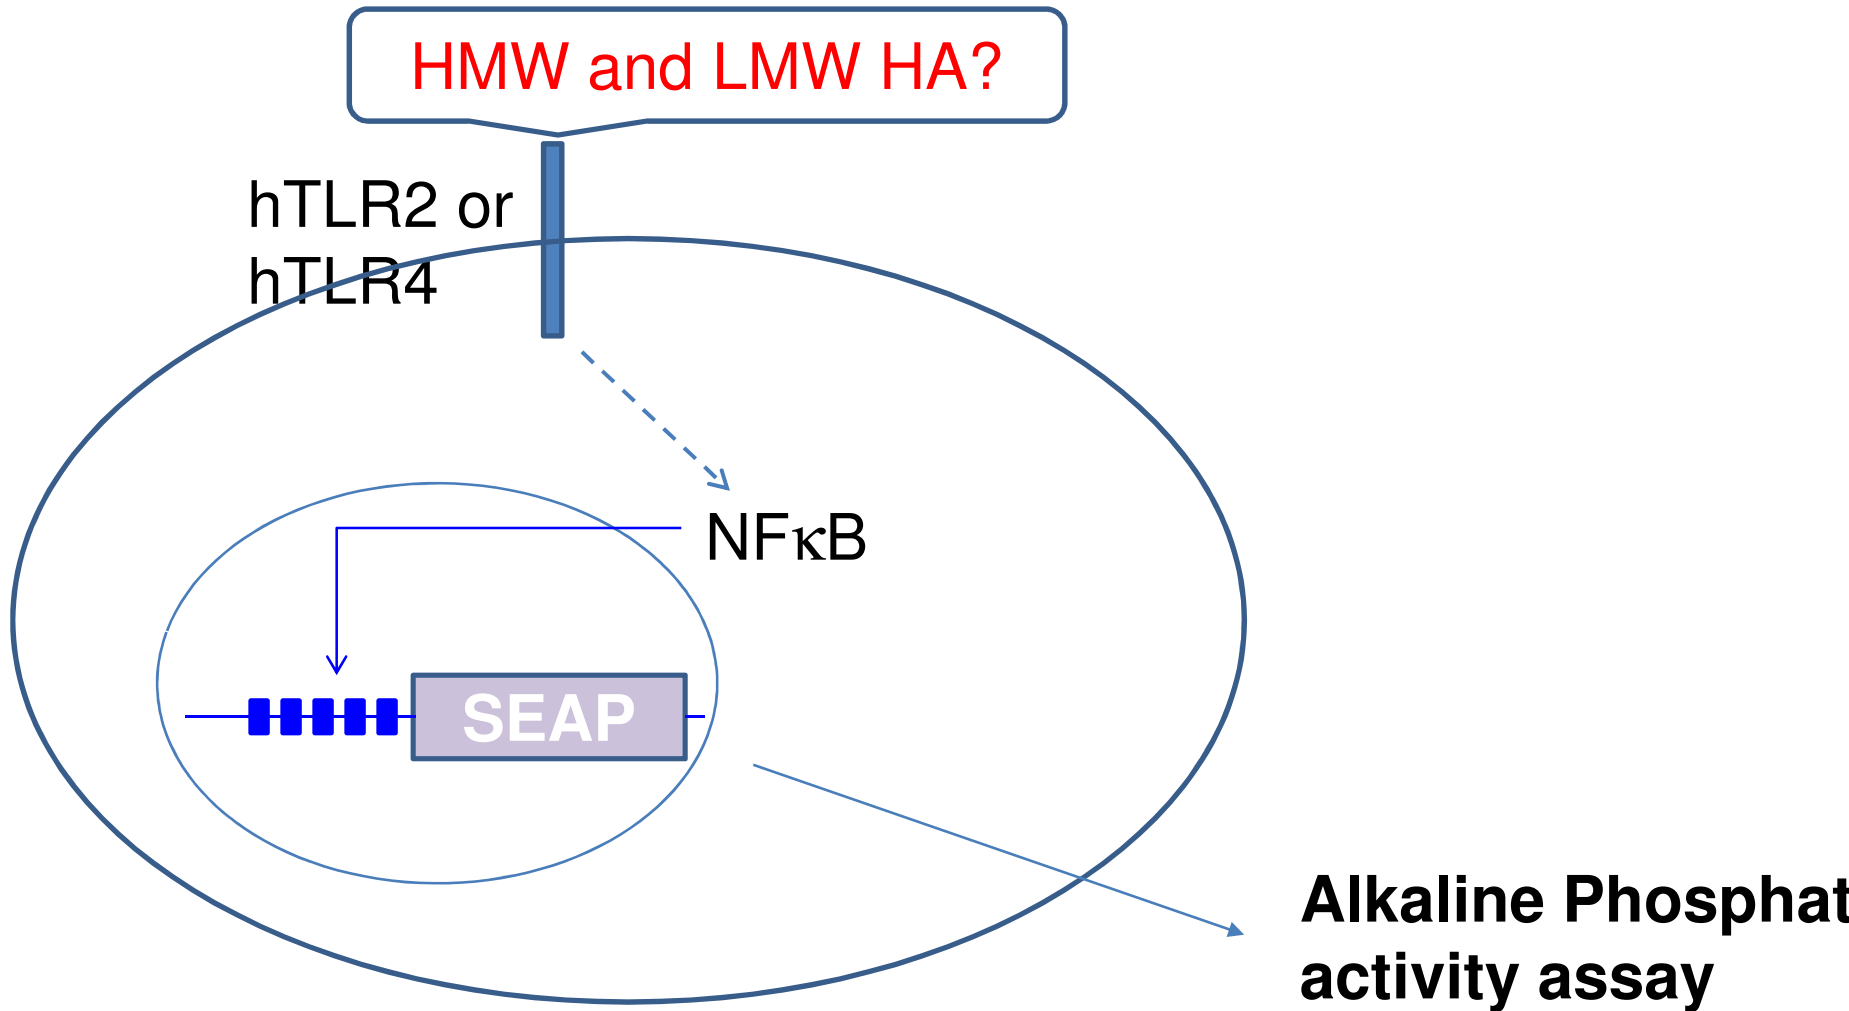 HMW and LMW HA?
hTLR2 or
hTLR4
NFκB
SEAP
Alkaline Phosphat
activity assay